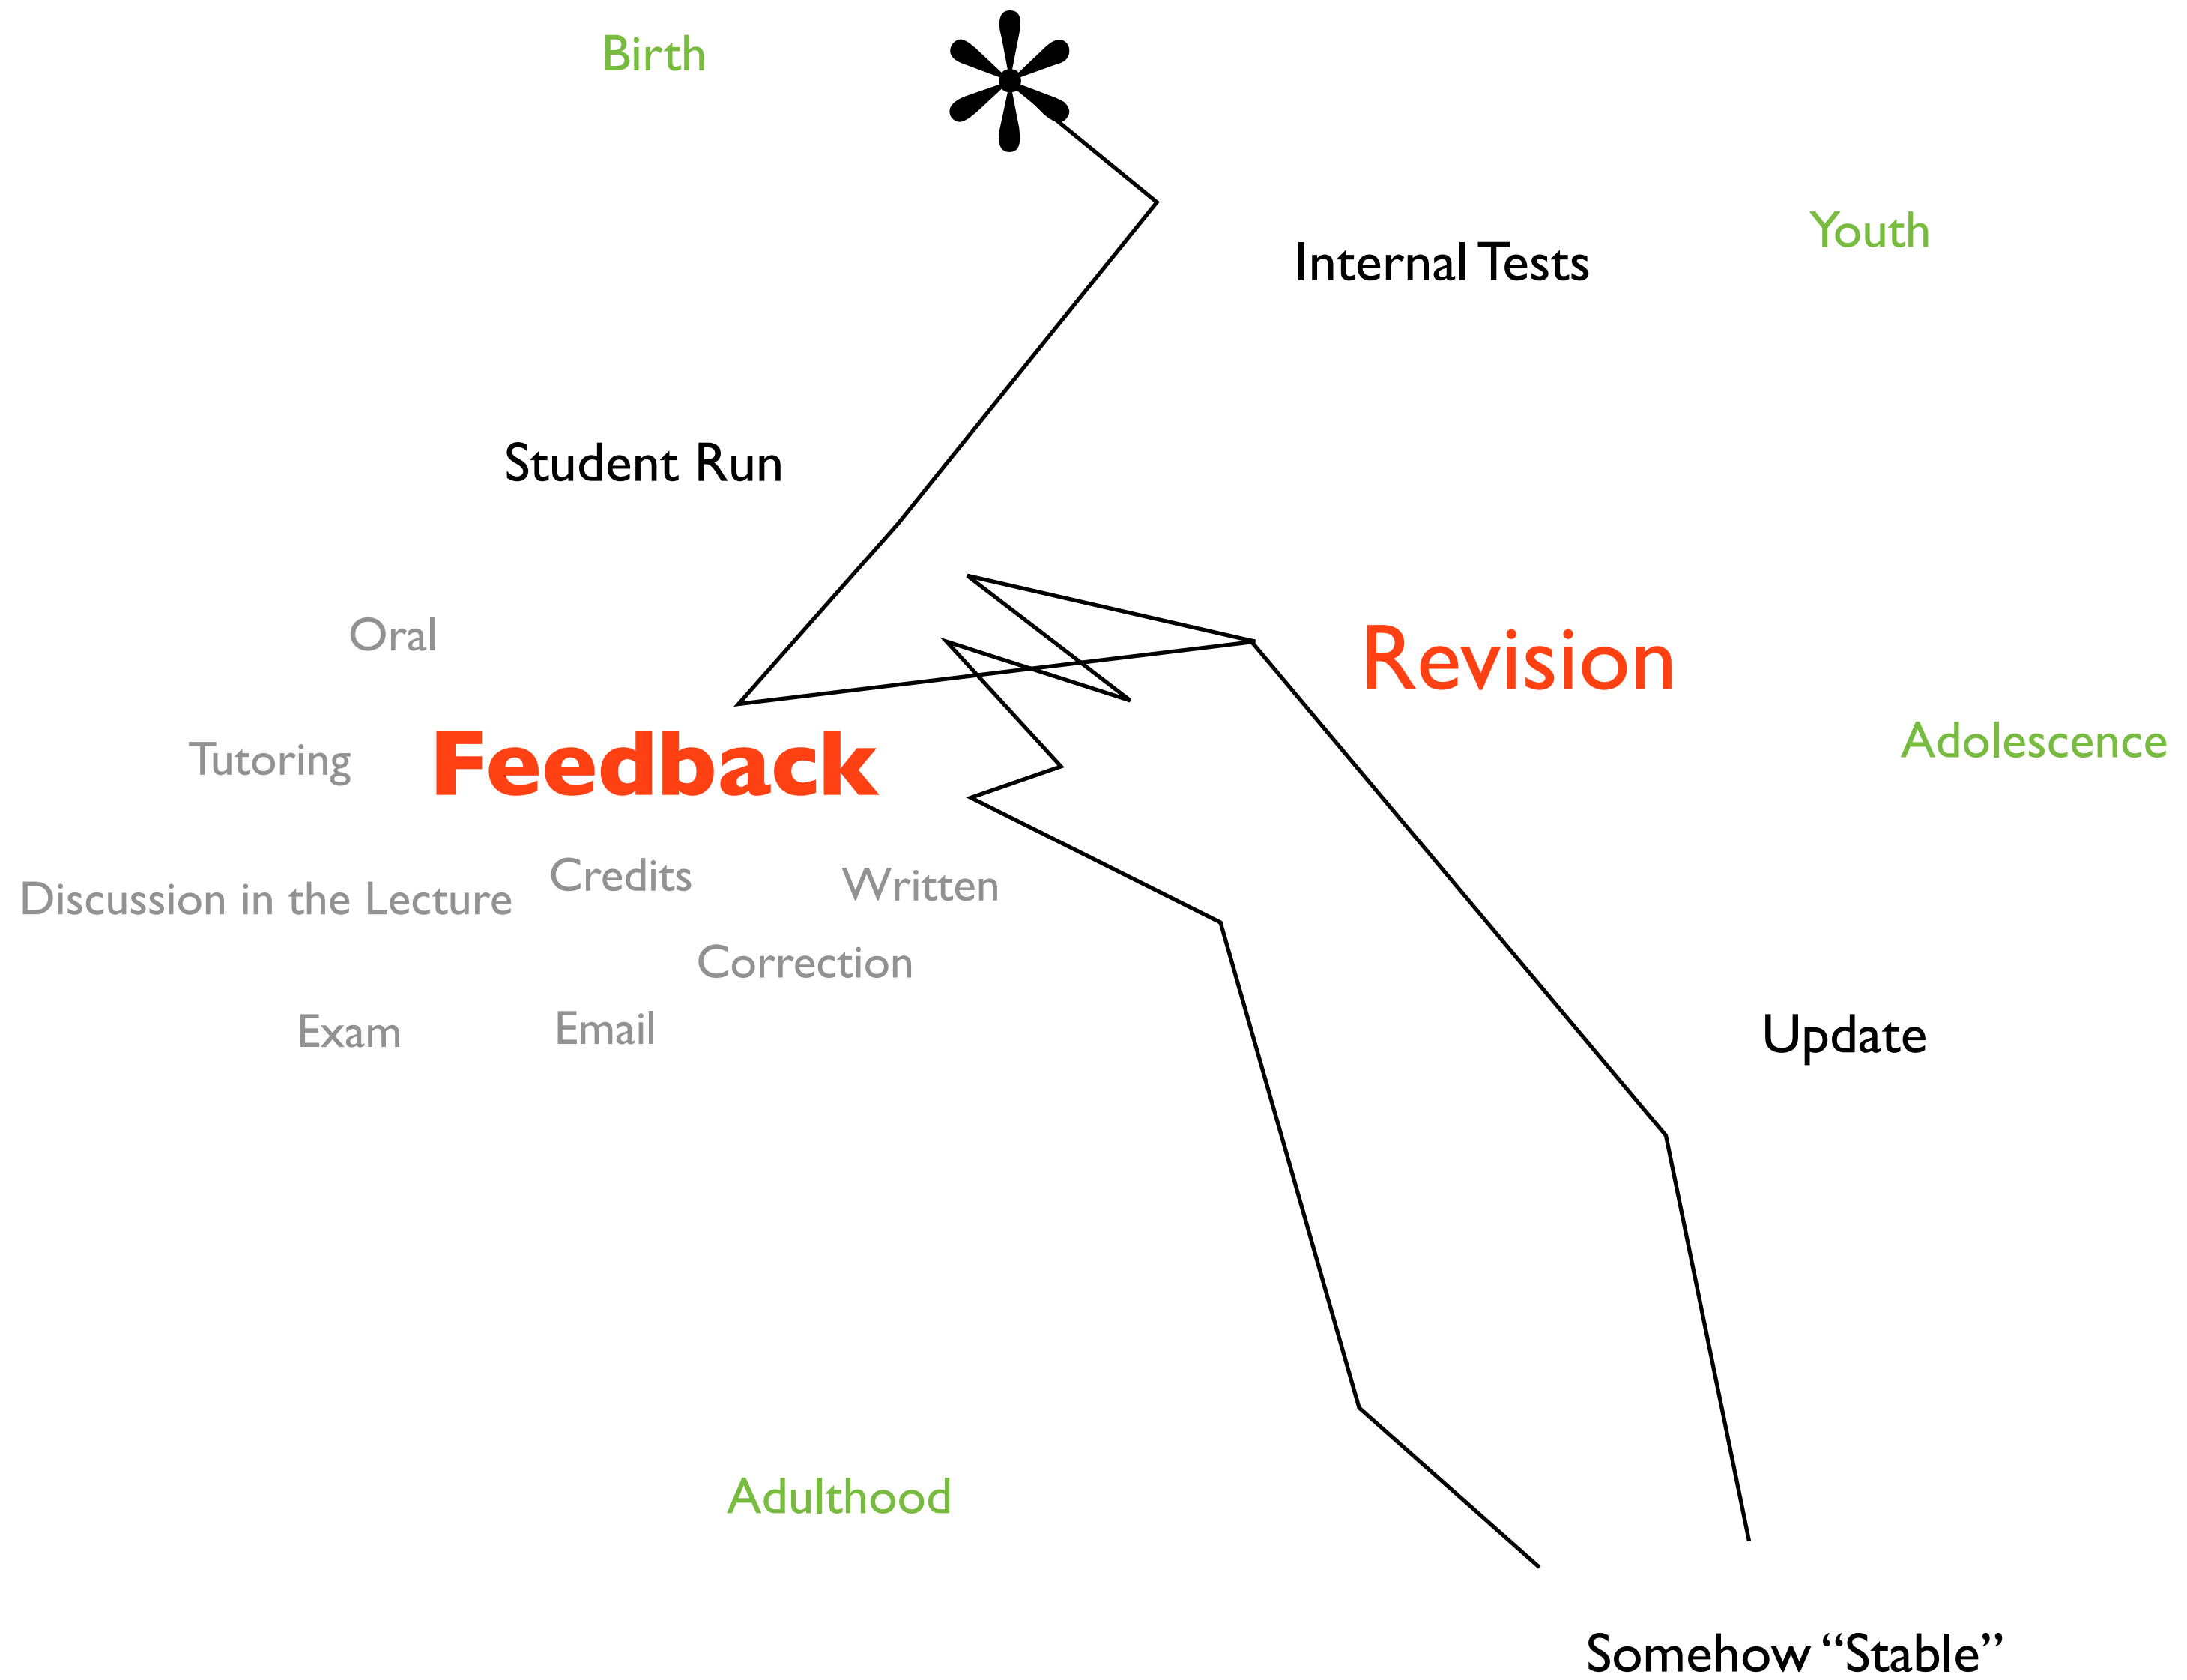 Birth
Youth
Internal Tests
Student Run
Oral
Revision
Tutoring
Feedback
Adolescence
Credits
Written
Discussion in the Lecture
Correction
Exam
Email
Update
Adulthood
Somehow “Stable”